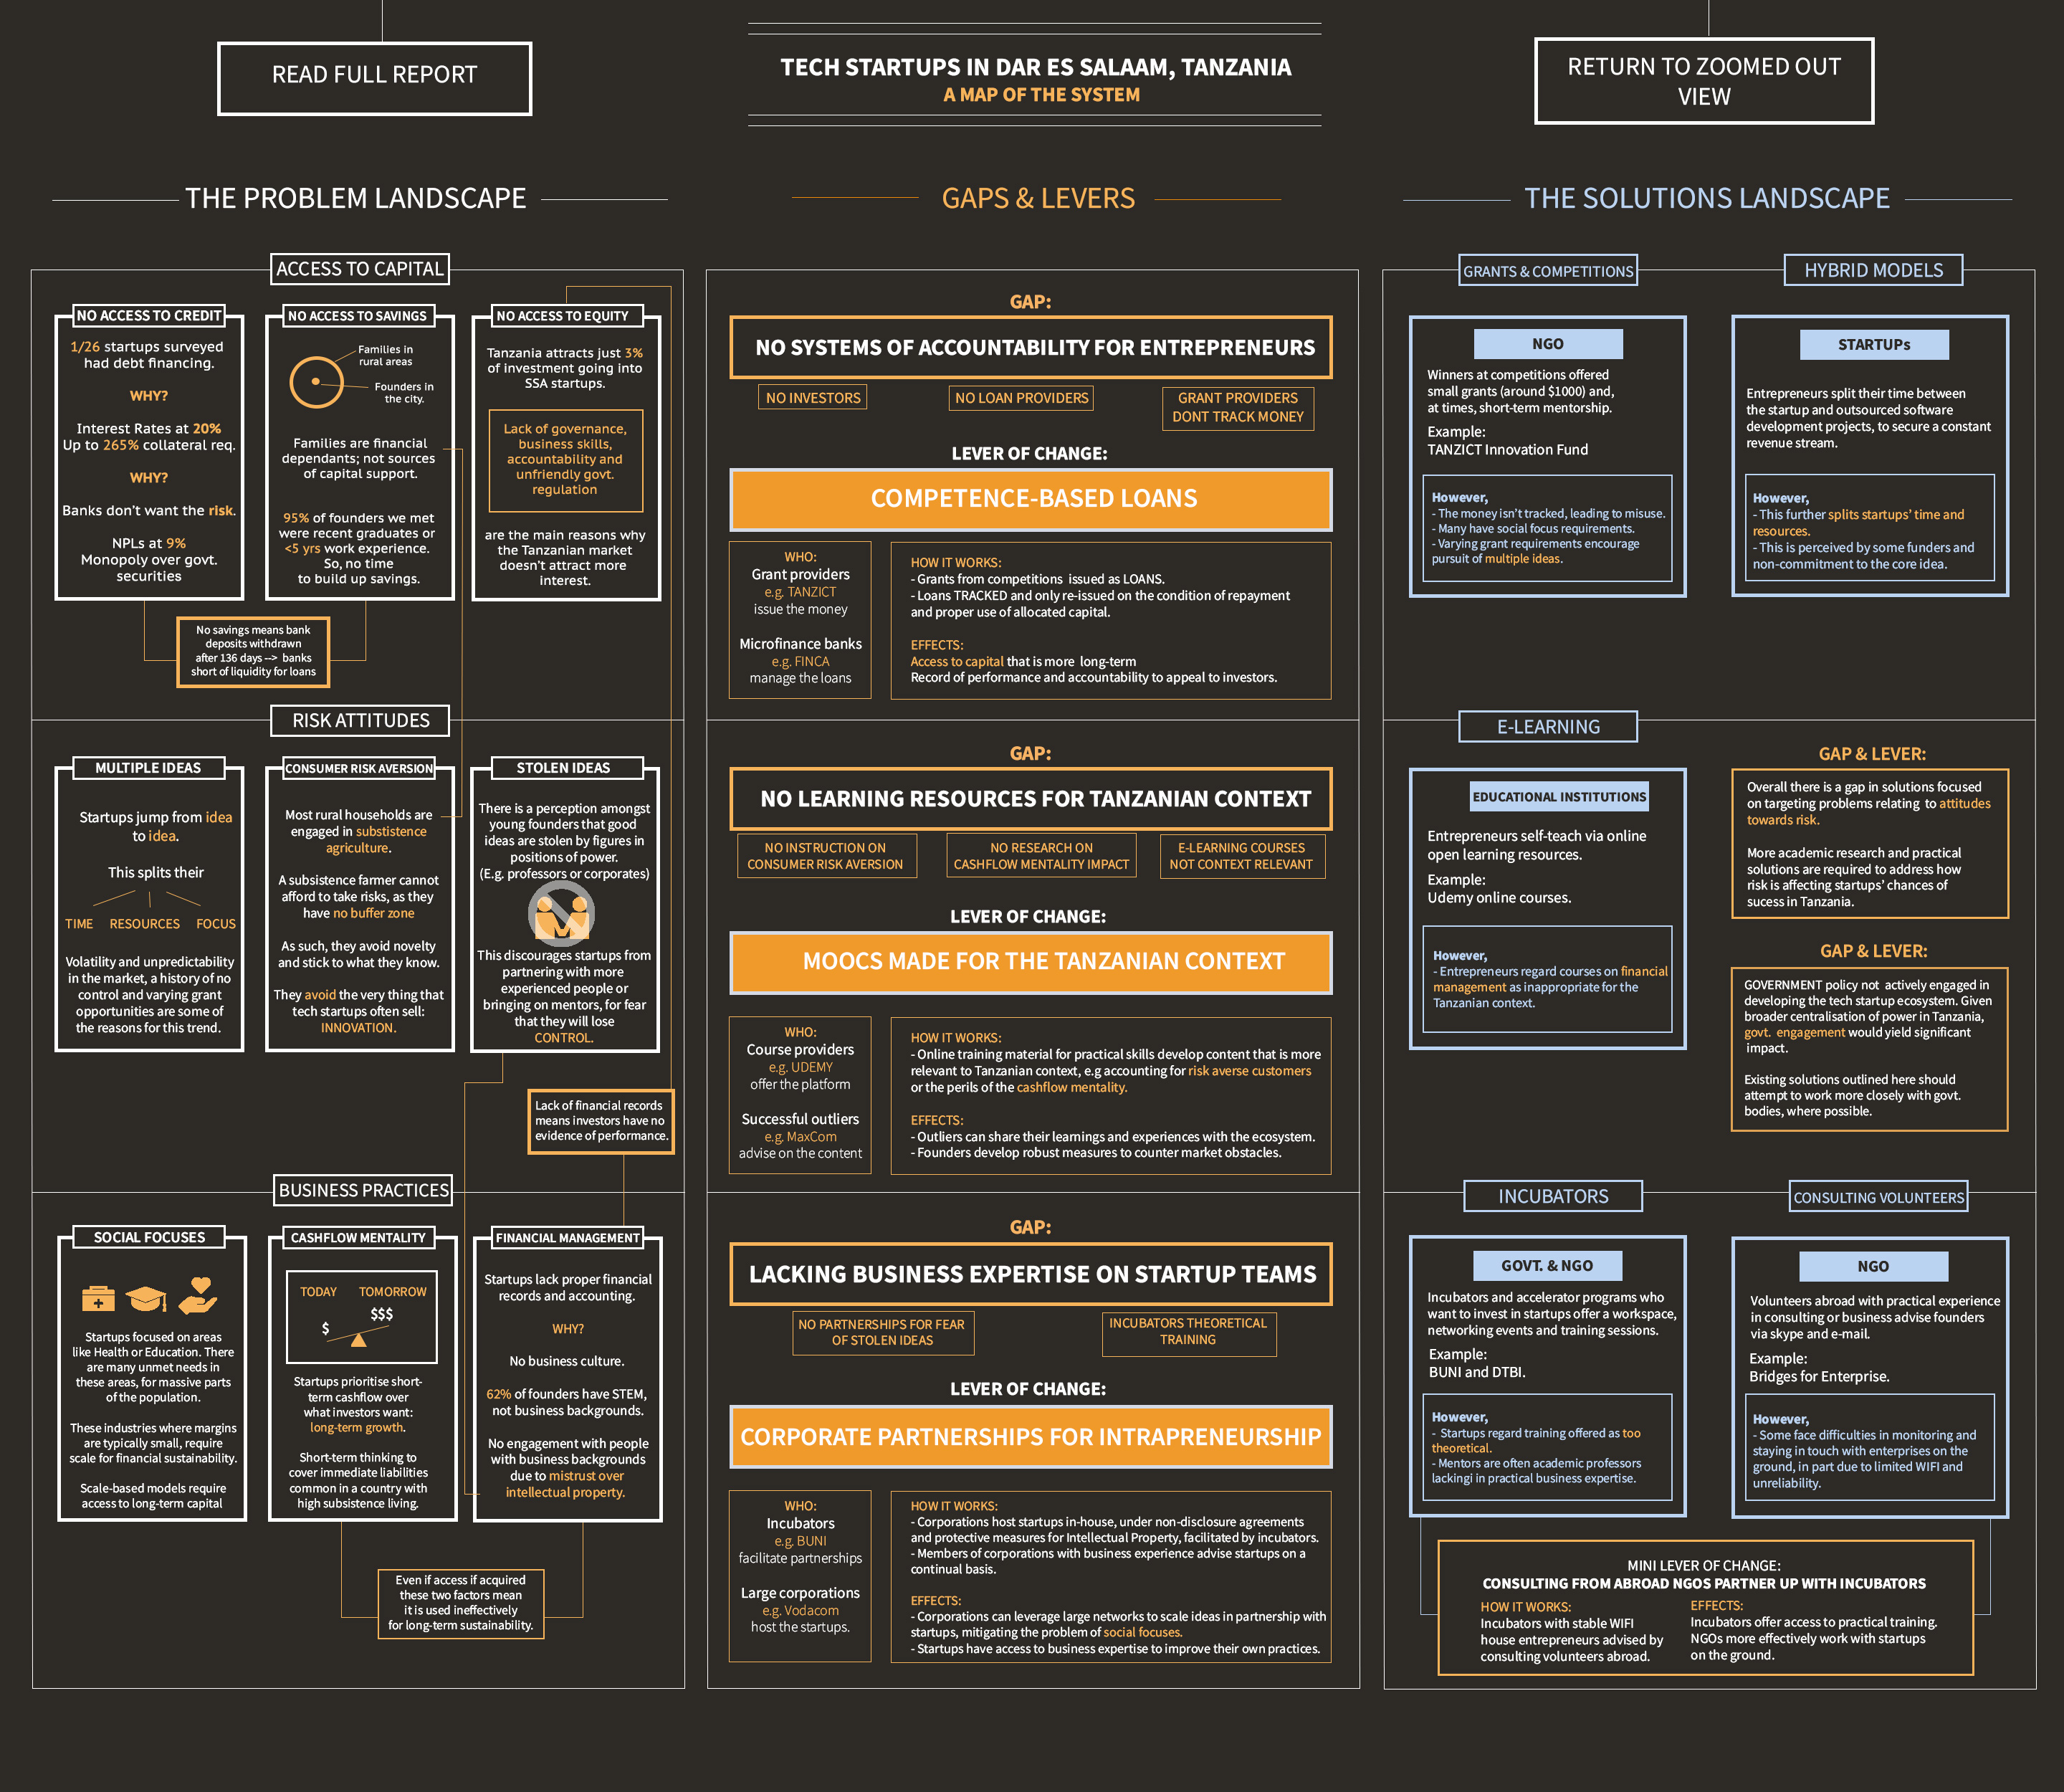 READ FULL REPORT
TECH STARTUPS IN DAR ES SALAAM, TANZANIA
A MAP OF THE SYSTEM
RETURN TO ZOOMED OUT
VIEW
THE PROBLEM LANDSCAPE
ACCESS TO CAPITAL
NO ACCESS TO CREDIT
1/26 startups surveyed
had debt financing.
WHY?
Interest Rates at 20%
Up to 265% collateral req.
WHY?
Banks don't want the risk.
NPLs at 9%
Monopoly over govt.
securities
NO ACCESS TO SAVINGS
Families in
rural areas
Founders in
the city.
Families are financial
dependants; not sources
of capital support.
95% of founders we met
were recent graduates or
<5 yrs work experience.
So, no time
to build up savings.
NO ACCESS TO EQUITY
Tanzania attracts just 3%
of investment going into
SSA startups.
Lack of governance,
business skills,
accountability and
unfriendly govt.
regulation
are the main reasons why
the Tanzanian market
doesn't attract more
interest.
No savings means bank
deposits withdrawn
after 136 days --> banks
short of liquidity for loans
RISK ATTITUDES
MULTIPLE IDEAS
Startups jump from idea
to idea.
This splits their
TIME RESOURCES FOCUS
Volatility and unpredictability
in the market, a history of no
control and varying grant
opportunities are some of
the reasons for this trend.
CONSUMER RISK AVERSION
Most rural households are
engaged in substistence
agriculture.
A subsistence farmer cannot
afford to take risks, as they
have no buffer zone
As such, they avoid novelty
and stick to what they know.
They avoid the very thing that
tech startups often sell:
INNOVATION.
STOLEN IDEAS
There is a perception amongst
young founders that good
ideas are stolen by figures in
positions of power.
(E.g. professors or corporates)
This discourages startups from
partnering with more
experienced people or
bringing on mentors, for fear
that they will lose
CONTROL.
Lack of financial records
means investors have no
evidence of performance.
BUSINESS PRACTICES
SOCIAL FOCUSES
Startups focused on areas
like Health or Education. There
are many unmet needs in
these areas, for massive parts
of the population.
These industries where margins
are typically small, require
scale for financial sustainability.
Scale-based models require
access to long-term capital
CASHFLOW MENTALITY
TODAY TOMORROW
$ $$$
Startups prioritise short-
term cashflow over
what investors want:
long-term growth.
Short-term thinking to
cover immediate liabilities
common in a country with
high subsistence living.
FINANCIAL MANAGEMENT
Startups lack proper financial
records and accounting.
WHY?
No business culture.
62% of founders have STEM,
not business backgrounds.
No engagement with people
with business backgrounds
due to mistrust over
intellectual property.
Even if access if acquired
these two factors mean
it is used ineffectively
for long-term sustainability.
GAPS & LEVERS
GAP:
NO SYSTEMS OF ACCOUNTABILITY FOR ENTREPRENEURS
NO INVESTORS
NO LOAN PROVIDERS
GRANT PROVIDERS
DONT TRACK MONEY
LEVER OF CHANGE:
COMPETENCE-BASED LOANS
WHO:
Grant providers
e.g. TANZICT
issue the money
Microfinance banks
e.g. FINCA
manage the loans
HOW IT WORKS:
- Grants from competitions issued as LOANS.
- Loans TRACKED and only re-issued on the condition of repayment
and proper use of allocated capital.
EFFECTS:
Access to capital that is more long-term
Record of performance and accountability to appeal to investors.
GAP:
NO LEARNING RESOURCES FOR TANZANIAN CONTEXT
NO INSTRUCTION ON
CONSUMER RISK AVERSION
NO RESEARCH ON
CASHFLOW MENTALITY IMPACT
E-LEARNING COURSES
NOT CONTEXT RELEVANT
LEVER OF CHANGE:
MOOCS MADE FOR THE TANZANIAN CONTEXT
WHO:
Course providers
e.g. UDEMY
offer the platform
Successful outliers
e.g. MaxCom
advise on the content
HOW IT WORKS:
- Online training material for practical skills develop content that is more
relevant to Tanzanian context, e.g accounting for risk averse customers
or the perils of the cashflow mentality.
EFFECTS:
- Outliers can share their learnings and experiences with the ecosystem.
- Founders develop robust measures to counter market obstacles.
GAP:
LACKING BUSINESS EXPERTISE ON STARTUP TEAMS
NO PARTNERSHIPS FOR FEAR
OF STOLEN IDEAS
INCUBATORS THEORETICAL
TRAINING
LEVER OF CHANGE:
CORPORATE PARTNERSHIPS FOR INTRAPRENEURSHIP
WHO:
Incubators
e.g. BUNI
facilitate partnerships
Large corporations
e.g. Vodacom
host the startups.
HOW IT WORKS:
- Corporations host startups in-house, under non-disclosure agreements
and protective measures for Intellectual Property, facilitated by incubators.
- Members of corporations with business experience advise startups on a
continual basis.
EFFECTS:
- Corporations can leverage large networks to scale ideas in partnership with
startups, mitigating the problem of social focuses.
- Startups have access to business expertise to improve their own practices.
THE SOLUTIONS LANDSCAPE
GRANTS & COMPETITIONS
NGO
Winners at competitions offered
small grants (around $1000) and,
at times, short-term mentorship.
Example:
TANZICT Innovation Fund
However,
- The money isn't tracked, leading to misuse.
- Many have social focus requirements.
- Varying grant requirements encourage
pursuit of multiple ideas.
HYBRID MODELS
STARTUPs
Entrepreneurs split their time between
the startup and outsourced software
development projects, to secure a constant
revenue stream.
However,
- This further splits startups' time and
resources.
- This is perceived by some funders and
non-commitment to the core idea.
E-LEARNING
EDUCATIONAL INSTITUTIONS
Entrepreneurs self-teach via online
open learning resources.
Example:
Udemy online courses.
However,
- Entrepreneurs regard courses on financial
management as inappropriate for the
Tanzanian context.
GAP & LEVER:
Overall there is a gap in solutions focused
on targeting problems relating to attitudes
towards risk.
More academic research and practical
solutions are required to address how
risk is affecting startups' chances of
sucess in Tanzania.
GAP & LEVER:
GOVERNMENT policy not actively engaged in
developing the tech startup ecosystem. Given
broader centralisation of power in Tanzania,
govt. engagement would yield significant
impact.
Existing solutions outlined here should
attempt to work more closely with govt.
bodies, where possible.
INCUBATORS
GOVT. & NGO
Incubators and accelerator programs who
want to invest in startups offer a workspace,
networking events and training sessions.
Example:
BUNI and DTBI.
However,
- Startups regard training offered as too
theoretical.
- Mentors are often academic professors
lackingi in practical business expertise.
CONSULTING VOLUNTEERS
NGO
Volunteers abroad with practical experience
in consulting or business advise founders
via skype and e-mail.
Example:
Bridges for Enterprise.
However,
- Some face difficulties in monitoring and
staying in touch with enterprises on the
ground, in part due to limited WIFI and
unreliability.
MINI LEVER OF CHANGE:
CONSULTING FROM ABROAD NGOS PARTNER UP WITH INCUBATORS
HOW IT WORKS:
Incubators with stable WIFI
house entrepreneurs advised by
consulting volunteers abroad.
EFFECTS:
Incubators offer access to practical training.
NGOs more effectively work with startups
on the ground.